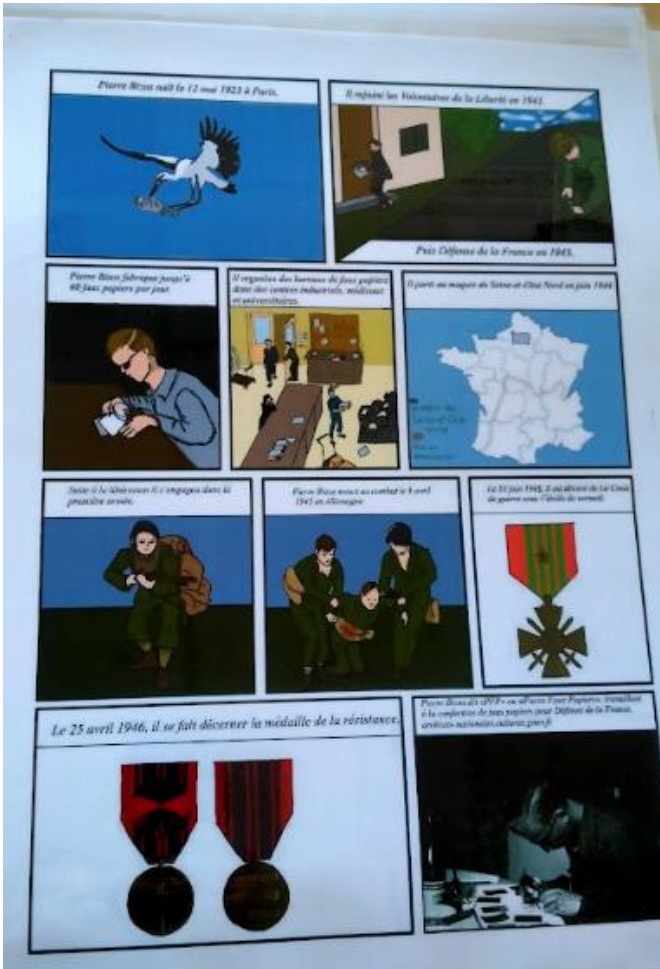 Pierre Bizos naît le 12 mai 1923 à Paris.
Il rejoint les Volontaires de la Liberté en 1941.
Puis Défense de la France en 1943.
Pierre Bizos fabrique jusqu'à
60 faux papiers par jour.
Il organise des bureaux de faux papiers
dans des centres industriels, médicaux
et universitaires.
Il part au maquis de Seine-et-Oise Nord en juin 1944
Seine-et-Oise
Suite à la libération il s'engage dans la
première armée.
Pierre Bizos meurt au combat le 8 avril
1945 en Allemagne
Le 25 juin 1945, il est décoré de La Croix
de guerre avec l'étoile de vermeil.
Le 25 avril 1946, il se fait décerner la médaille de la résistance.
Pierre Bizos dit «PFP» ou «Pierre Faux Papiers», travaillant
à la confection de faux papiers pour Défense de la France.
archives-nationales.culture.gouv.fr